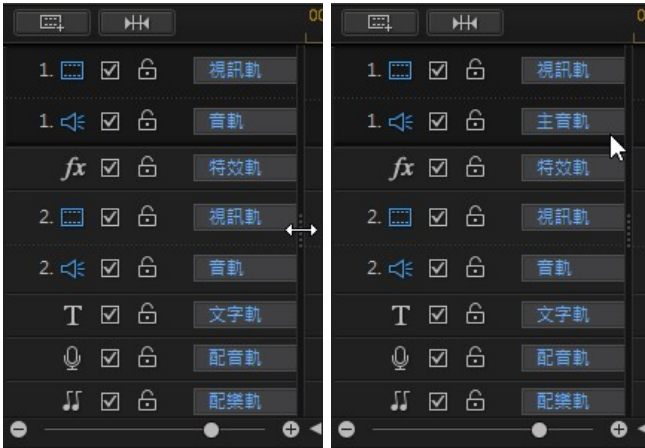 00
1. 視訊軌
1. 音軌
fx 特效軌
2. 視訊軌
2. 音軌
T 文字軌
配音軌
配樂軌
0
1. 視訊軌
1. 主音軌
fx 特效軌
2. 視訊軌
2. 音軌
T 文字軌
配音軌
配樂軌